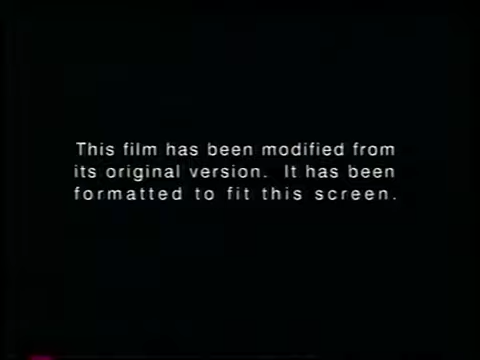 This film has been modified from
its original version. It has been
formatted to fit this screen.